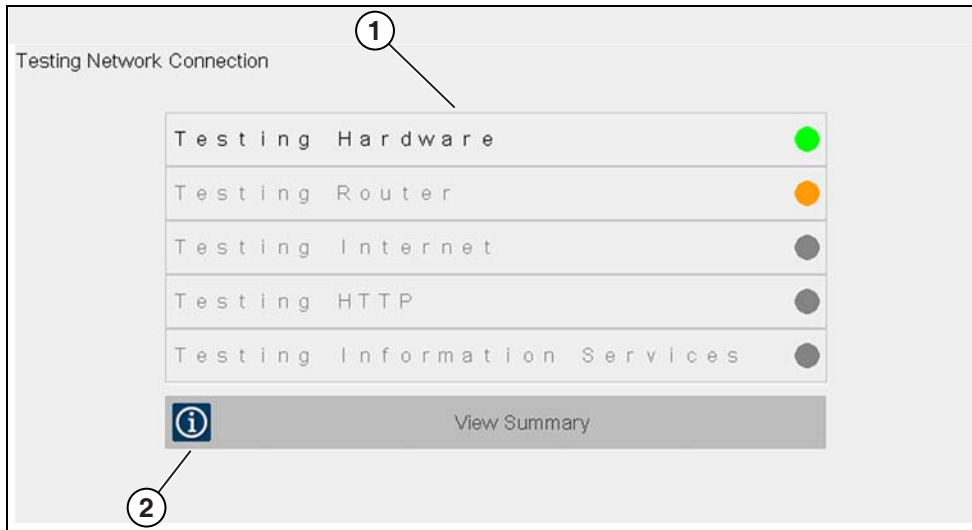 1
Testing Network Connection
Testing Hardware
Testing Router
Testing Internet
Testing HTTP
Testing Information Services
View Summary
2